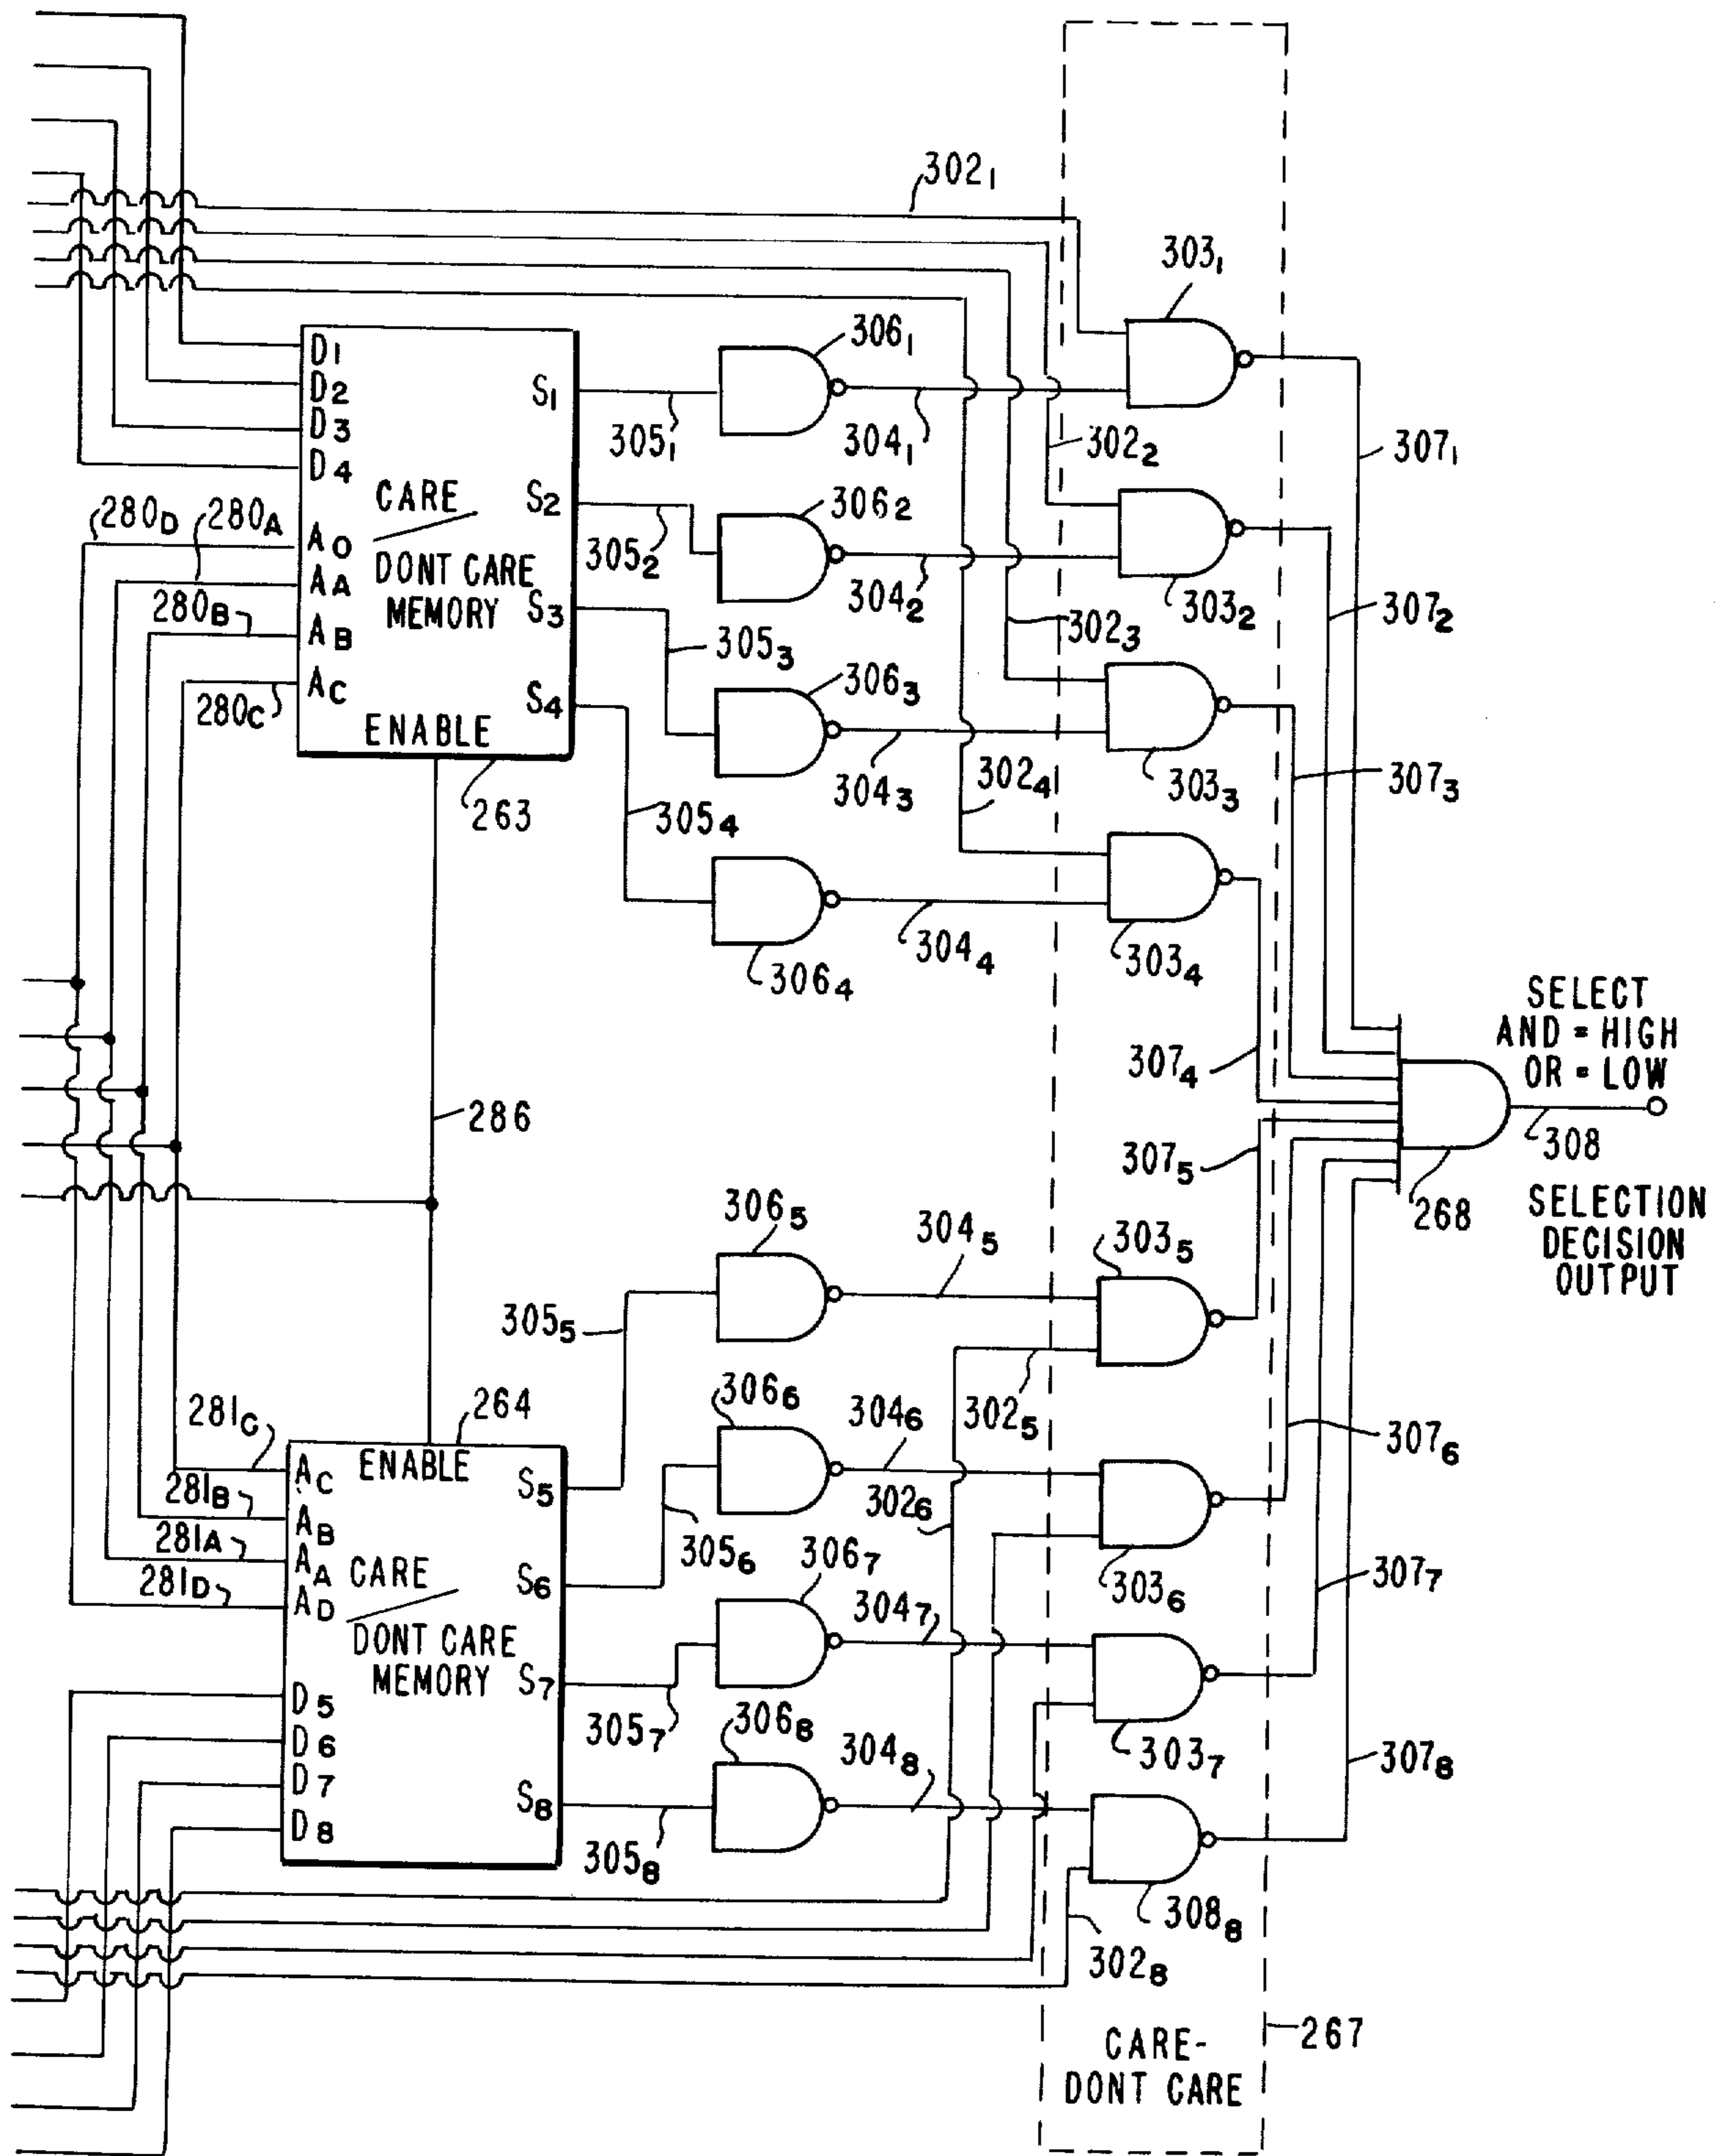 302₁
303₁
D₁
D₂
D₃
D₄
S₁
306₁
305₁
304₁
302₂
307₁
CARE
S₂
306₂
280D
280A
AO
DONT CARE
305₂
AA
MEMORY
S₃
304₂
303₂
307₂
280B
AB
302₃
305₃
306₃
280C
AC
S₄
ENABLE
304₃
302₄
303₃
307₃
263
305₄
304₄
303₄
306₄
SELECT
AND = HIGH
OR = LOW
307₄
286
308
307₅
268
SELECTION
DECISION
OUTPUT
306₅
304₅
303₅
305₅
281C
264
306₆
304₆
302₅
307₆
AC
ENABLE
S₅
281B
AB
302₆
281A
AA
CARE
305₆
306₇
281D
AD
S₆
303₆
307₇
DONT CARE
304₇
MEMORY
S₇
D₅
305₇
306₈
303₇
D₆
304₈
307₈
D₇
S₈
D₈
305₈
308₈
302₈
267
CARE-
DONT CARE